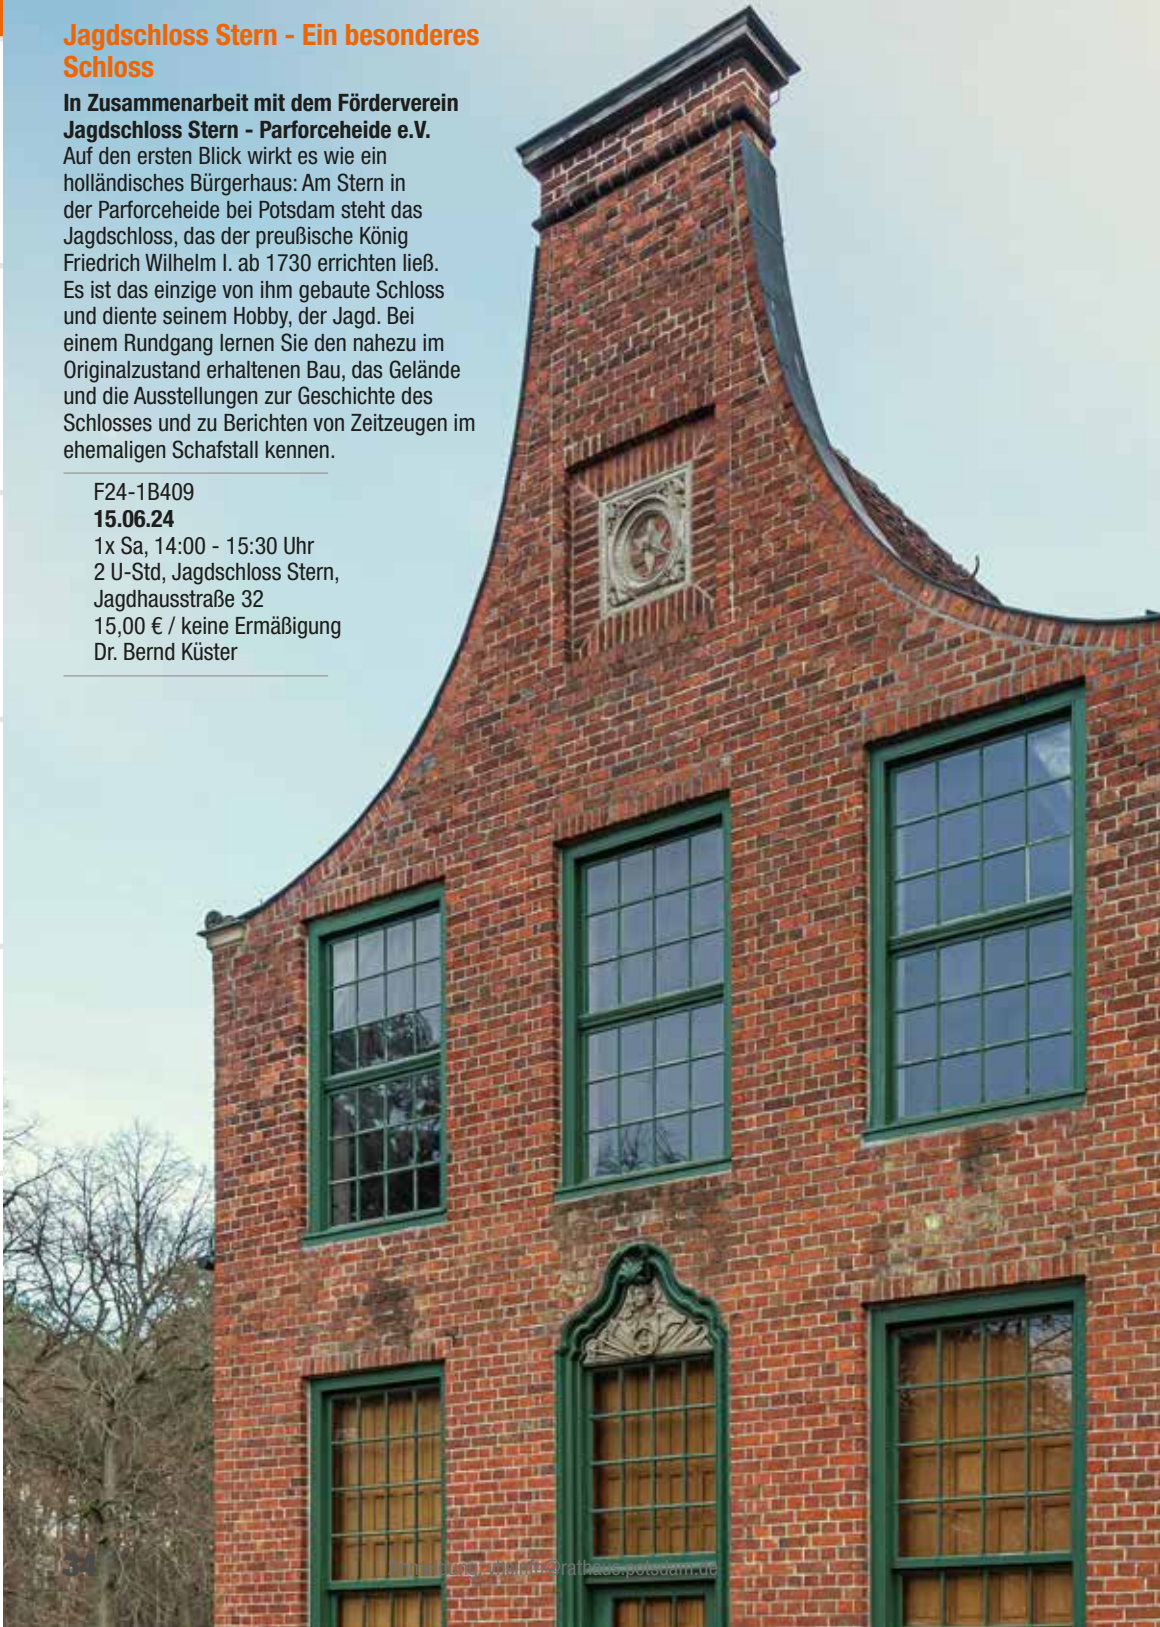 Jagdschloss Stern - Ein besonderes
Schloss
In Zusammenarbeit mit dem Förderverein
Jagdschloss Stern - Parforceheide e.V.
Auf den ersten Blick wirkt es wie ein
holländisches Bürgerhaus: Am Stern in
der Parforceheide bei Potsdam steht das
Jagdschloss, das der preußische König
Friedrich Wilhelm I. ab 1730 errichten ließ.
Es ist das einzige von ihm gebaute Schloss
und diente seinem Hobby, der Jagd. Bei
einem Rundgang lernen Sie den nahezu im
Originalzustand erhaltenen Bau, das Gelände
und die Ausstellungen zur Geschichte des
Schlosses und zu Berichten von Zeitzeugen im
ehemaligen Schafstall kennen.
F24-1B409
15.06.24
1x Sa, 14:00 - 15:30 Uhr
2 U-Std, Jagdschloss Stern,
Jagdhausstraße 32
15,00 € / keine Ermäßigung
Dr. Bernd Küster
34
Anmeldung: vhsinfo@rathaus.potsdam.de